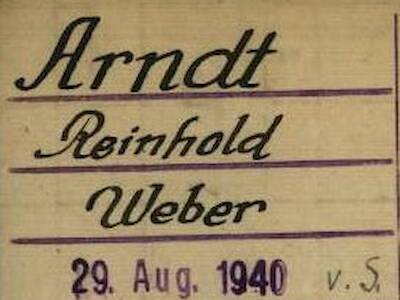 Arndt
Reinhold
Weber
29. Aug. 1940 v. S.